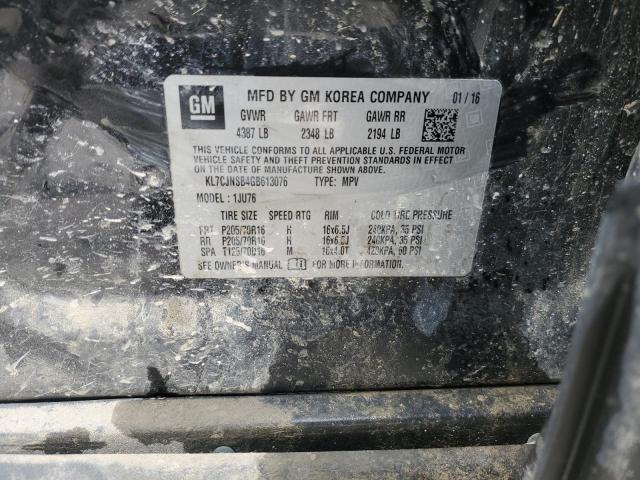 GM
MFD BY GM KOREA COMPANY 01/16
GVWR GAWR FRT GAWR RR
4387 LB 2348 LB 2194 LB
THIS VEHICLE CONFORMS TO ALL APPLICABLE U.S. FEDERAL MOTOR
VEHICLE SAFETY AND THEFT PREVENTION STANDARDS IN EFFECT ON
THE DATE OF MANUFACTURE SHOWN ABOVE.
KL7CJNSB4GB613076 TYPE: MPV
MODEL: 1JU76
TIRE SIZE SPEED RTG RIM COLD TIRE PRESSURE
FRT P205/70R16 H 16x6.5J 240KPA, 35 PSI
RR P205/70R16 H 16x6.5J 240KPA, 35 PSI
SPA T125/70D16 M 16x4.0T 420KPA, 60 PSI
SEE OWNER'S MANUAL FOR MORE INFORMATION.